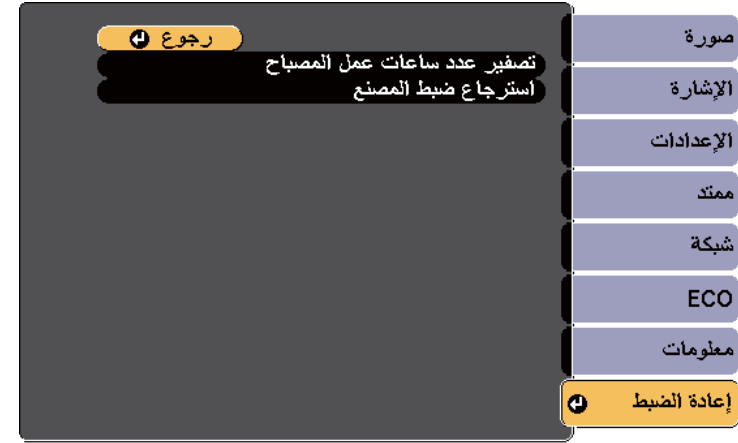 رجوع
تصفير عدد ساعات عمل المصباح
استرجاع ضبط المصنع
صورة
الإشارة
الإعدادات
ممتد
شبكة
ECO
معلومات
إعادة الضبط